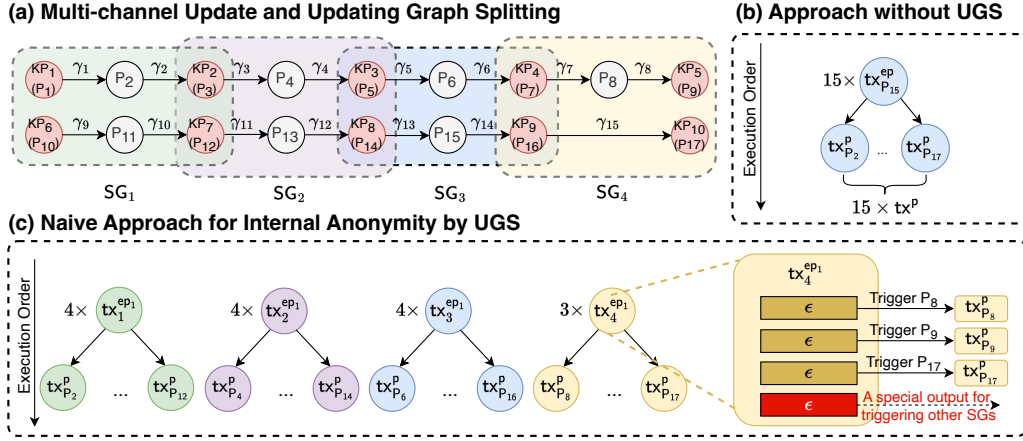 (a) Multi-channel Update and Updating Graph Splitting
KP1 (P1) γ1 P2 γ2 KP2 (P3) γ3 P4 γ4 KP3 (P5) γ5 P6 γ6 KP4 (P7) γ7 P8 γ8 KP5 (P9)
KP6 (P10) γ9 P11 γ10 KP7 (P12) γ11 P13 γ12 KP8 (P14) γ13 P15 γ14 KP9 (P16) γ15 KP10 (P17)
SG1 SG2 SG3 SG4
(b) Approach without UGS
Execution Order
15× tx^ep_P15
tx^p_P2 ... tx^p_P17
15 × tx^p
(c) Naive Approach for Internal Anonymity by UGS
Execution Order
4× tx^ep1_1 4× tx^ep1_2 4× tx^ep1_3 3× tx^ep1_4
tx^p_P2 ... tx^p_P12 tx^p_P4 ... tx^p_P14 tx^p_P6 ... tx^p_P16 tx^p_P8 ... tx^p_P17
tx^ep1_4
ϵ Trigger P8 tx^p_P8
ϵ Trigger P9 tx^p_P9
ϵ Trigger P17 tx^p_P17
ϵ A special output for
triggering other SGs